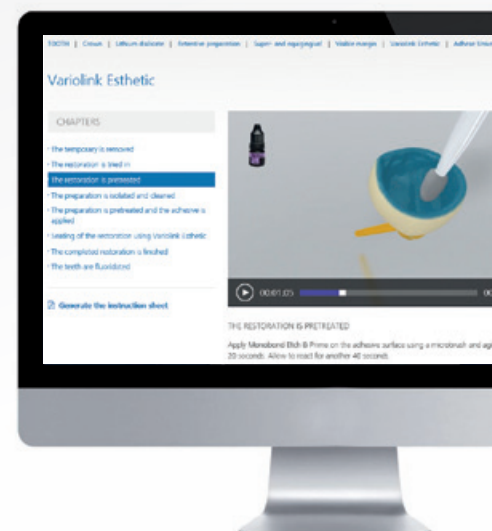 TOOTH | Crown | Lithium disilicate | Retentive preparation | Super- and equigingival | Visible margin | Variolink Esthetic | Adhese Univ
Variolink Esthetic
CHAPTERS
The temporary is removed
The restoration is tried in
The restoration is pretreated
The preparation is isolated and cleaned
The preparation is pretreated and the adhesive is
applied
Seating of the restoration using Variolink Esthetic
The completed restoration is finished
The teeth are fluoridated
Generate the instruction sheet
00:01:05
00
THE RESTORATION IS PRETREATED
Apply Monobond Etch & Prime on the adhesive surface using a microbrush and agi
20 seconds. Allow to react for another 40 seconds.